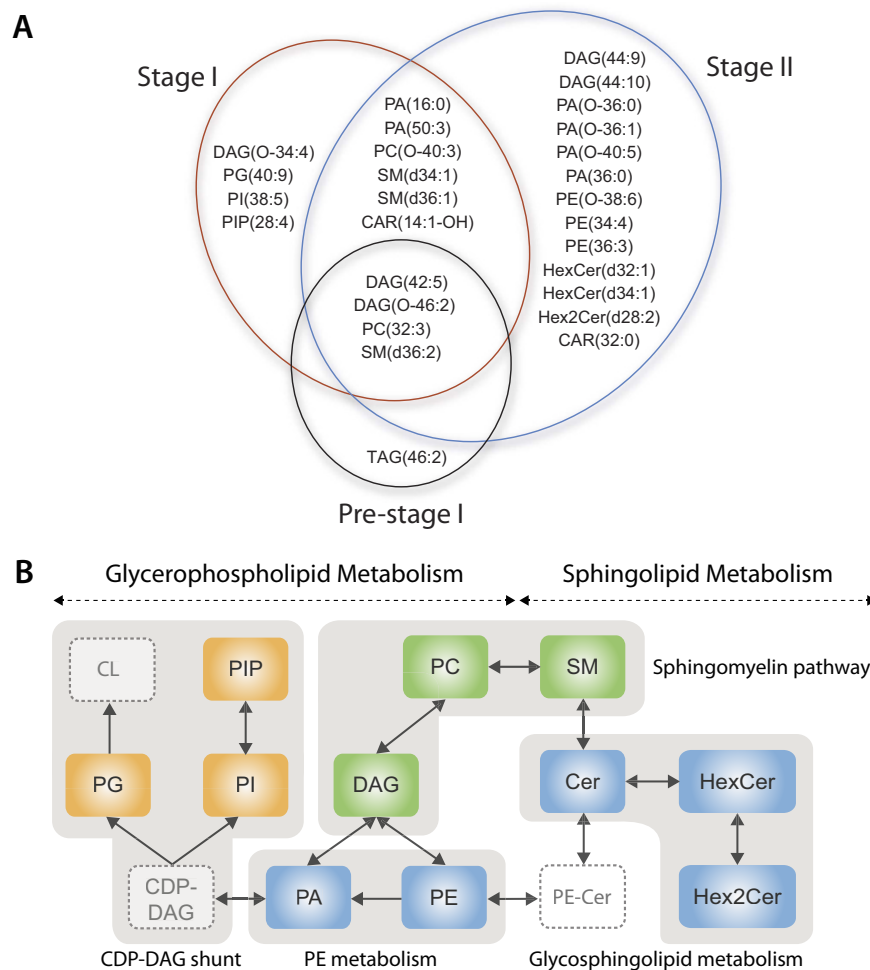 A
Stage I
Stage II
DAG(O-34:4)
PG(40:9)
PI(38:5)
PIP(28:4)
PA(16:0)
PA(50:3)
PC(O-40:3)
SM(d34:1)
SM(d36:1)
CAR(14:1-OH)
DAG(44:9)
DAG(44:10)
PA(O-36:0)
PA(O-36:1)
PA(O-40:5)
PA(36:0)
PE(O-38:6)
PE(34:4)
PE(36:3)
HexCer(d32:1)
HexCer(d34:1)
Hex2Cer(d28:2)
CAR(32:0)
DAG(42:5)
DAG(O-46:2)
PC(32:3)
SM(d36:2)
TAG(46:2)
Pre-stage I
B
Glycerophospholipid Metabolism
Sphingolipid Metabolism
CL
PIP
PC
SM
Sphingomyelin pathway
PG
PI
DAG
Cer
HexCer
CDP-
DAG
PA
PE
PE-Cer
Hex2Cer
CDP-DAG shunt
PE metabolism
Glycosphingolipid metabolism